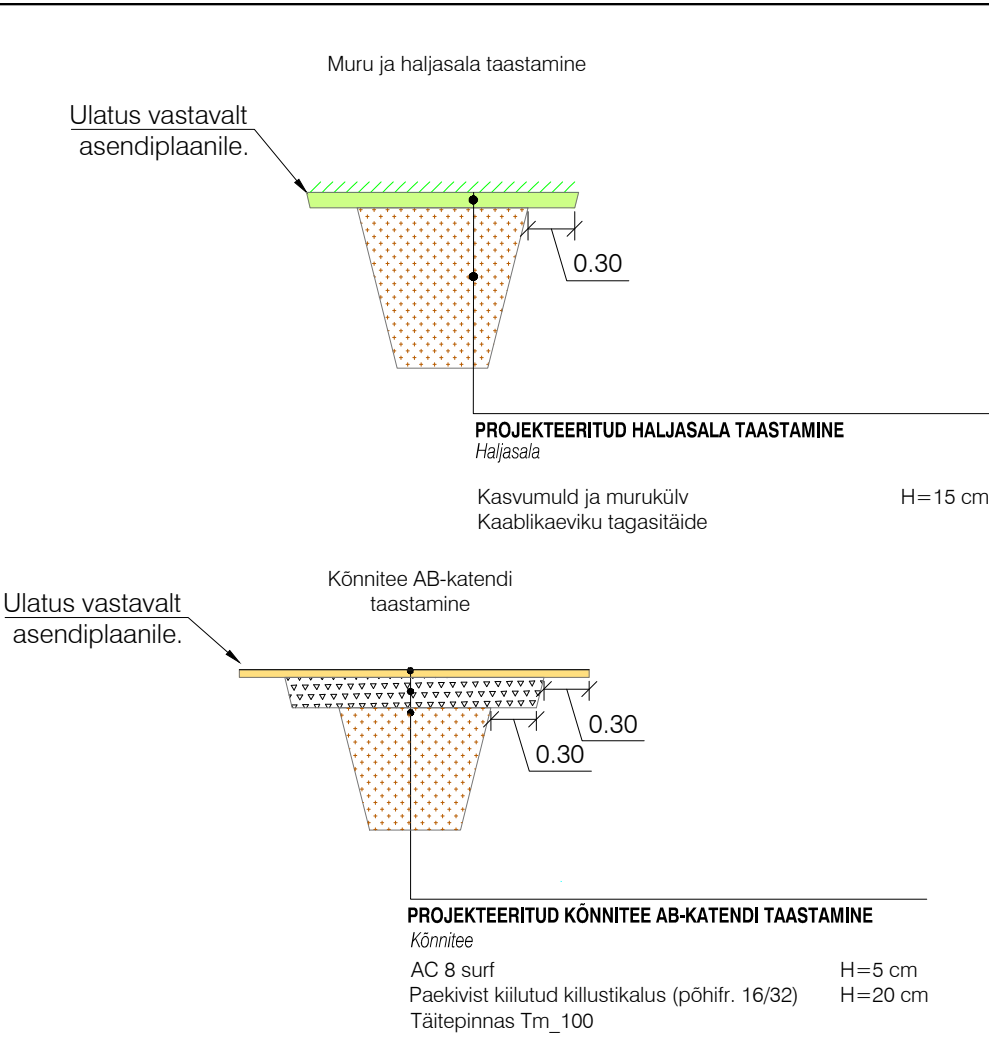 Muru ja haljasala taastamine
Ulatus vastavalt
asendiplaanile.
0.30
PROJEKTEERITUD HALJASALA TAASTAMINE
Haljasala
Kasvumuld ja murukülv H=15 cm
Kaablikaeviku tagasitäide
Kõnnitee AB-katendi
taastamine
Ulatus vastavalt
asendiplaanile.
0.30
0.30
PROJEKTEERITUD KÕNNITEE AB-KATENDI TAASTAMINE
Kõnnitee
AC 8 surf H=5 cm
Paekivist kiilutud killustikalus (põhifr. 16/32) H=20 cm
Täitepinnas Tm_100